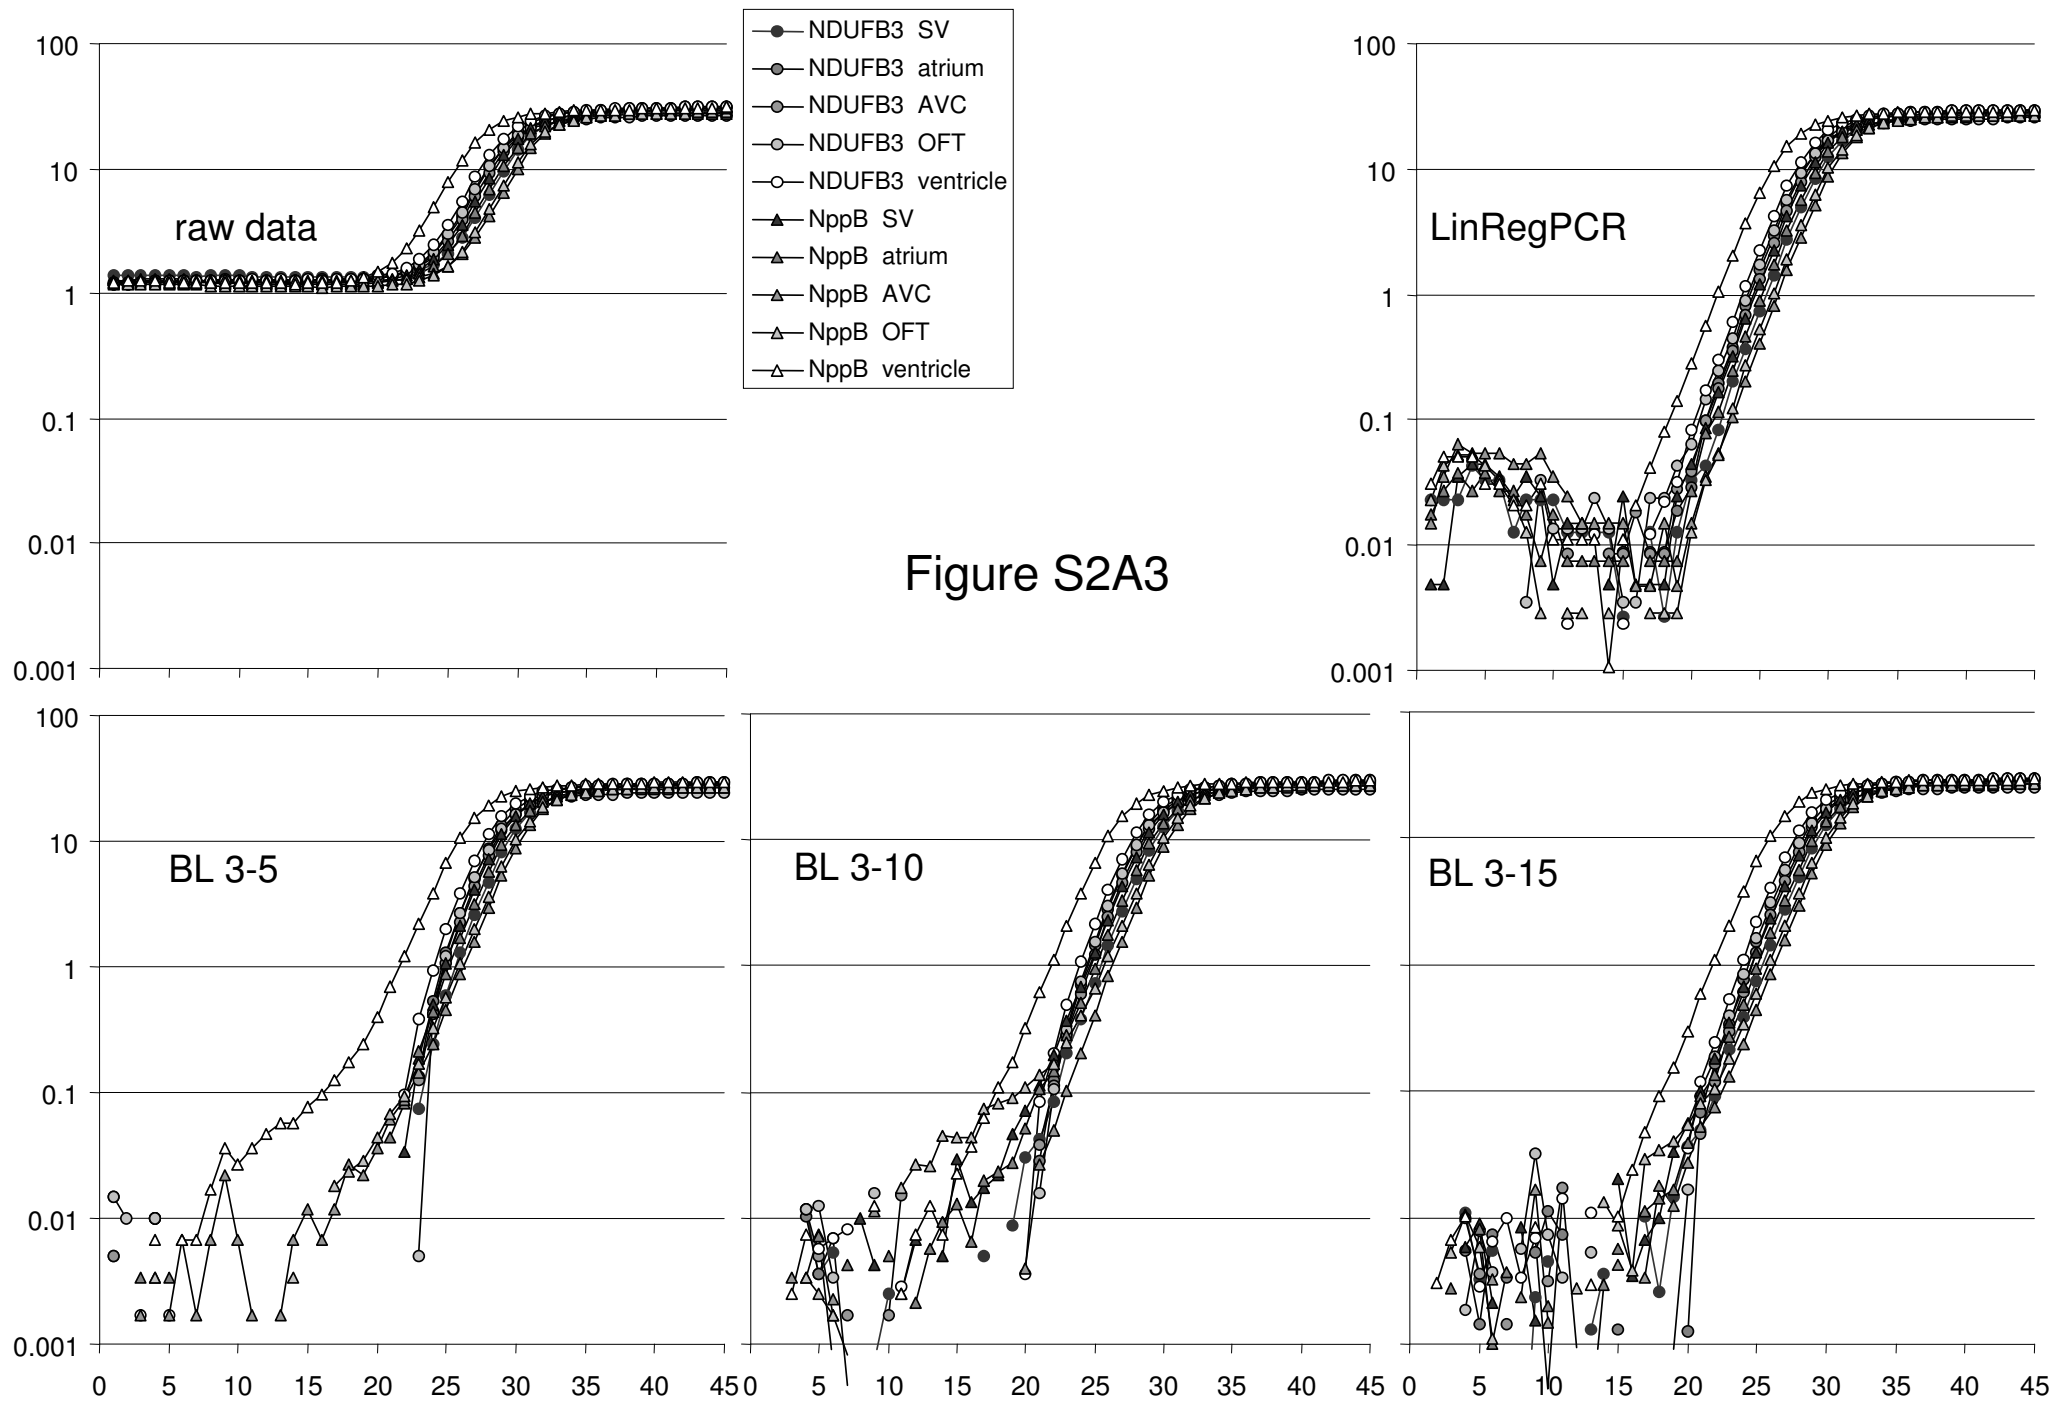 100
10
1
0.1
0.01
0.001
raw data
NDUFB3 SV
NDUFB3 atrium
NDUFB3 AVC
NDUFB3 OFT
NDUFB3 ventricle
NppB SV
NppB atrium
NppB AVC
NppB OFT
NppB ventricle
100
10
1
0.1
0.01
0.001
LinRegPCR
Figure S2A3
100
10
1
0.1
0.01
0.001
BL 3-5
0 5 10 15 20 25 30 35 40 45
BL 3-10
0 5 10 15 20 25 30 35 40 45
BL 3-15
0 5 10 15 20 25 30 35 40 45